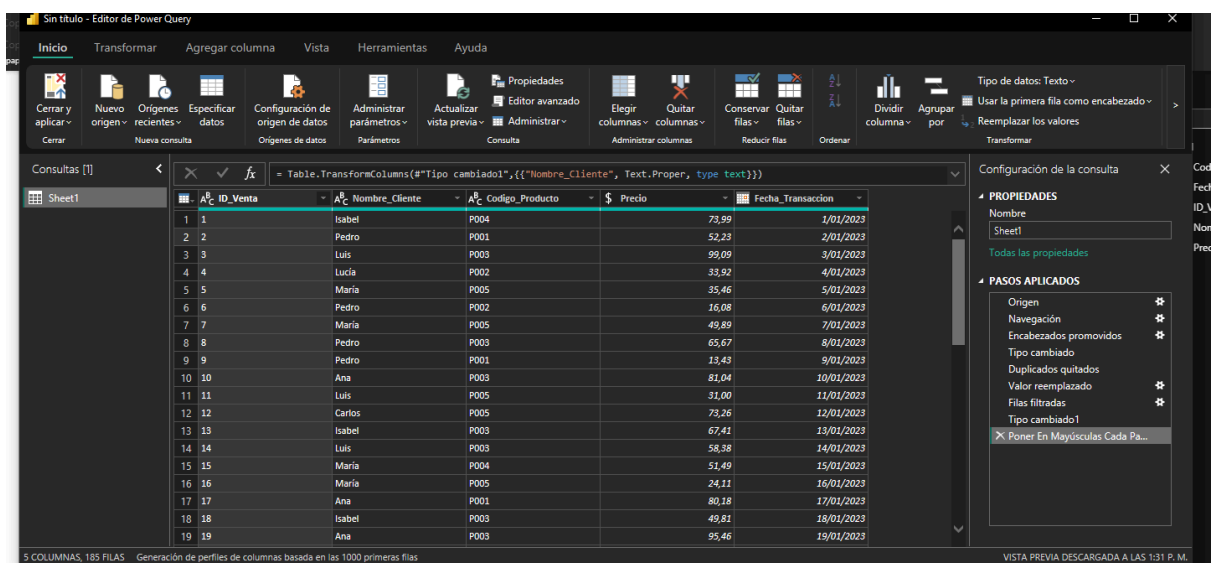 Sin título - Editor de Power Query
Inicio Transformar Agregar columna Vista Herramientas Ayuda
Cerrar y aplicar
Cerrar
Nuevo origen Orígenes recientes Especificar datos
Nueva consulta
Configuración de origen de datos
Orígenes de datos
Administrar parámetros
Parámetros
Actualizar vista previa
Propiedades
Editor avanzado
Administrar
Consulta
Elegir columnas Quitar columnas
Administrar columnas
Conservar filas Quitar filas
Reducir filas
Ordenar
Dividir columna Agrupar por
Tipo de datos: Texto
Usar la primera fila como encabezado
Reemplazar los valores
Transformar
Consultas [1]
Sheet1
fx = Table.TransformColumns(#"Tipo cambiado1",{{"Nombre_Cliente", Text.Proper, type text}})
ABC ID_Venta ABC Nombre_Cliente ABC Codigo_Producto $ Precio Fecha_Transaccion
1 1 Isabel P004 73,99 1/01/2023
2 2 Pedro P001 52,23 2/01/2023
3 3 Luis P003 99,09 3/01/2023
4 4 Lucía P002 33,92 4/01/2023
5 5 María P005 35,46 5/01/2023
6 6 Pedro P002 16,08 6/01/2023
7 7 María P005 49,89 7/01/2023
8 8 Pedro P003 65,67 8/01/2023
9 9 Pedro P001 13,43 9/01/2023
10 10 Ana P003 81,04 10/01/2023
11 11 Luis P005 31,00 11/01/2023
12 12 Carlos P005 73,26 12/01/2023
13 13 Isabel P003 67,41 13/01/2023
14 14 Luis P003 58,38 14/01/2023
15 15 María P004 51,49 15/01/2023
16 16 María P005 24,11 16/01/2023
17 17 Ana P001 80,18 17/01/2023
18 18 Isabel P003 49,81 18/01/2023
19 19 Ana P003 95,46 19/01/2023
Configuración de la consulta
PROPIEDADES
Nombre
Sheet1
Todas las propiedades
PASOS APLICADOS
Origen
Navegación
Encabezados promovidos
Tipo cambiado
Duplicados quitados
Valor reemplazado
Filas filtradas
Tipo cambiado1
Poner En Mayúsculas Cada Pa...
5 COLUMNAS, 185 FILAS Generación de perfiles de columnas basada en las 1000 primeras filas
VISTA PREVIA DESCARGADA A LAS 1:31 P. M.